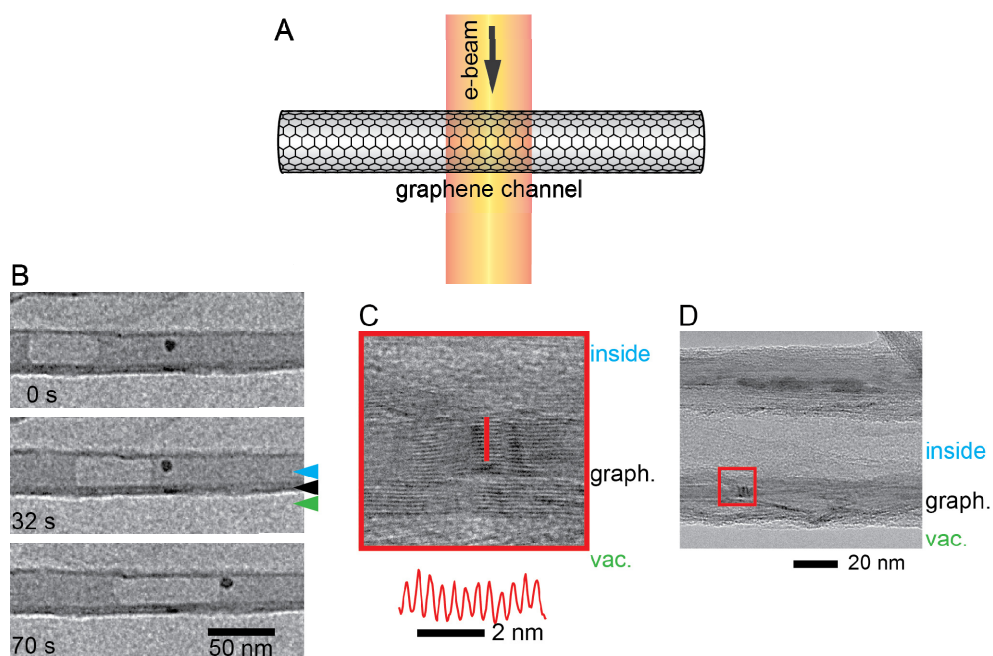 A
e-beam
graphene channel
B
0 s
32 s
70 s
50 nm
C
inside
graph.
vac.
2 nm
D
inside
graph.
vac.
20 nm